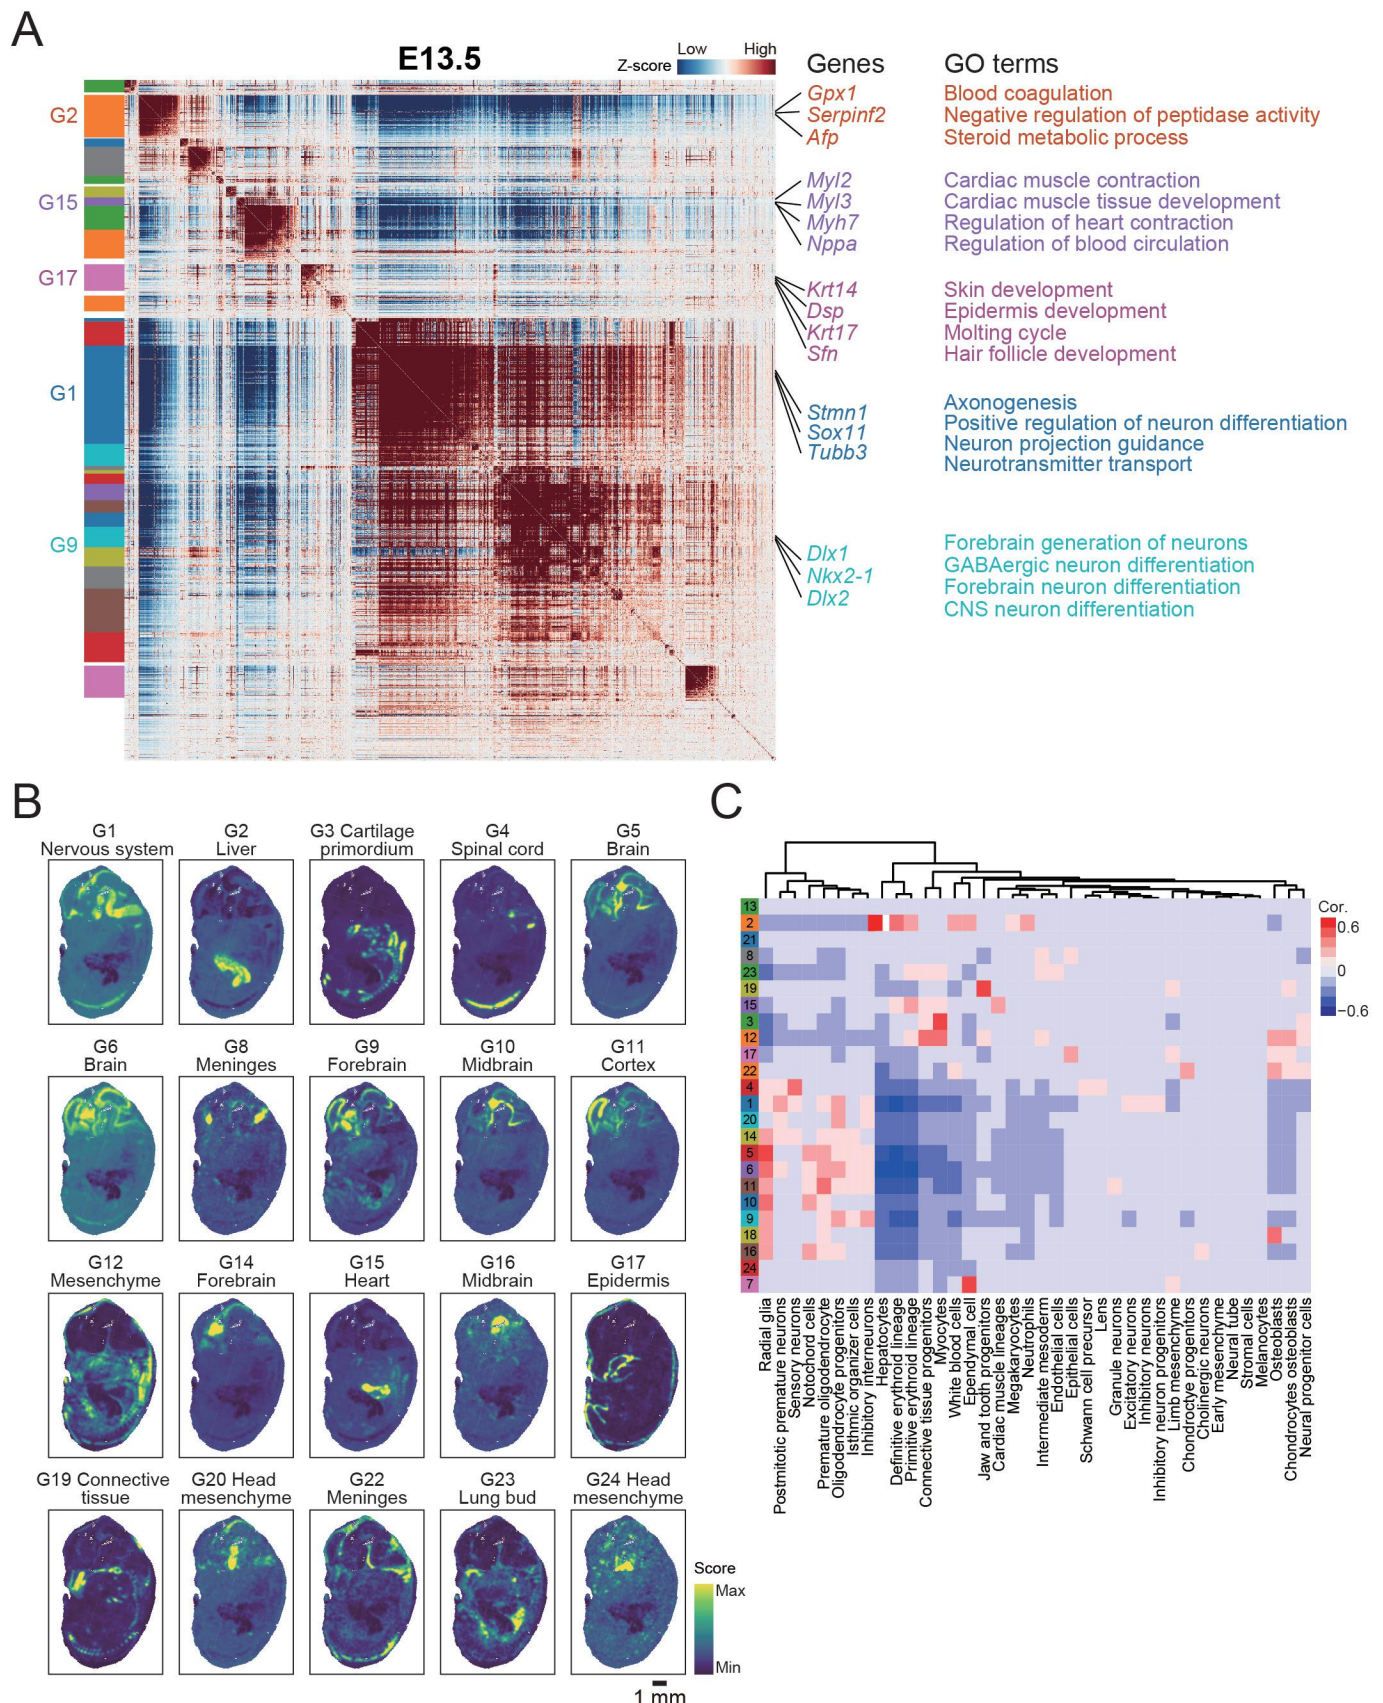 A
E13.5
Z-score
Low
High
Genes
GO terms
G2
Gpx1
Serpinf2
Afp
Blood coagulation
Negative regulation of peptidase activity
Steroid metabolic process
G15
Myl2
Myl3
Myh7
Nppa
Cardiac muscle contraction
Cardiac muscle tissue development
Regulation of heart contraction
Regulation of blood circulation
G17
Krt14
Dsp
Krt17
Sfn
Skin development
Epidermis development
Molting cycle
Hair follicle development
G1
Stmn1
Sox11
Tubb3
Axonogenesis
Positive regulation of neuron differentiation
Neuron projection guidance
Neurotransmitter transport
G9
Dlx1
Nkx2-1
Dlx2
Forebrain generation of neurons
GABAergic neuron differentiation
Forebrain neuron differentiation
CNS neuron differentiation
B
G1
Nervous system
G2
Liver
G3 Cartilage
primordium
G4
Spinal cord
G5
Brain
G6
Brain
G8
Meninges
G9
Forebrain
G10
Midbrain
G11
Cortex
G12
Mesenchyme
G14
Forebrain
G15
Heart
G16
Midbrain
G17
Epidermis
G19 Connective
tissue
G20 Head
mesenchyme
G22
Meninges
G23
Lung bud
G24 Head
mesenchyme
Score
Max
Min
1 mm
C
Cor.
0.6
0
−0.6
13
2
21
8
23
19
15
3
12
17
22
4
1
20
14
5
6
11
10
9
18
16
24
7
Radial glia
Postmitotic premature neurons
Sensory neurons
Notochord cells
Premature oligodendrocyte
Oligodendrocyte progenitors
Isthmic organizer cells
Inhibitory interneurons
Hepatocytes
Definitive erythroid lineage
Primitive erythroid lineage
Connective tissue progenitors
Myocytes
White blood cells
Ependymal cell
Jaw and tooth progenitors
Cardiac muscle lineages
Megakaryocytes
Neutrophils
Intermediate mesoderm
Endothelial cells
Epithelial cells
Schwann cell precursor
Lens
Granule neurons
Excitatory neurons
Inhibitory neurons
Inhibitory neuron progenitors
Limb mesenchyme
Chondroctye progenitors
Cholinergic neurons
Early mesenchyme
Neural tube
Stromal cells
Melanocytes
Osteoblasts
Chondrocytes osteoblasts
Neural progenitor cells